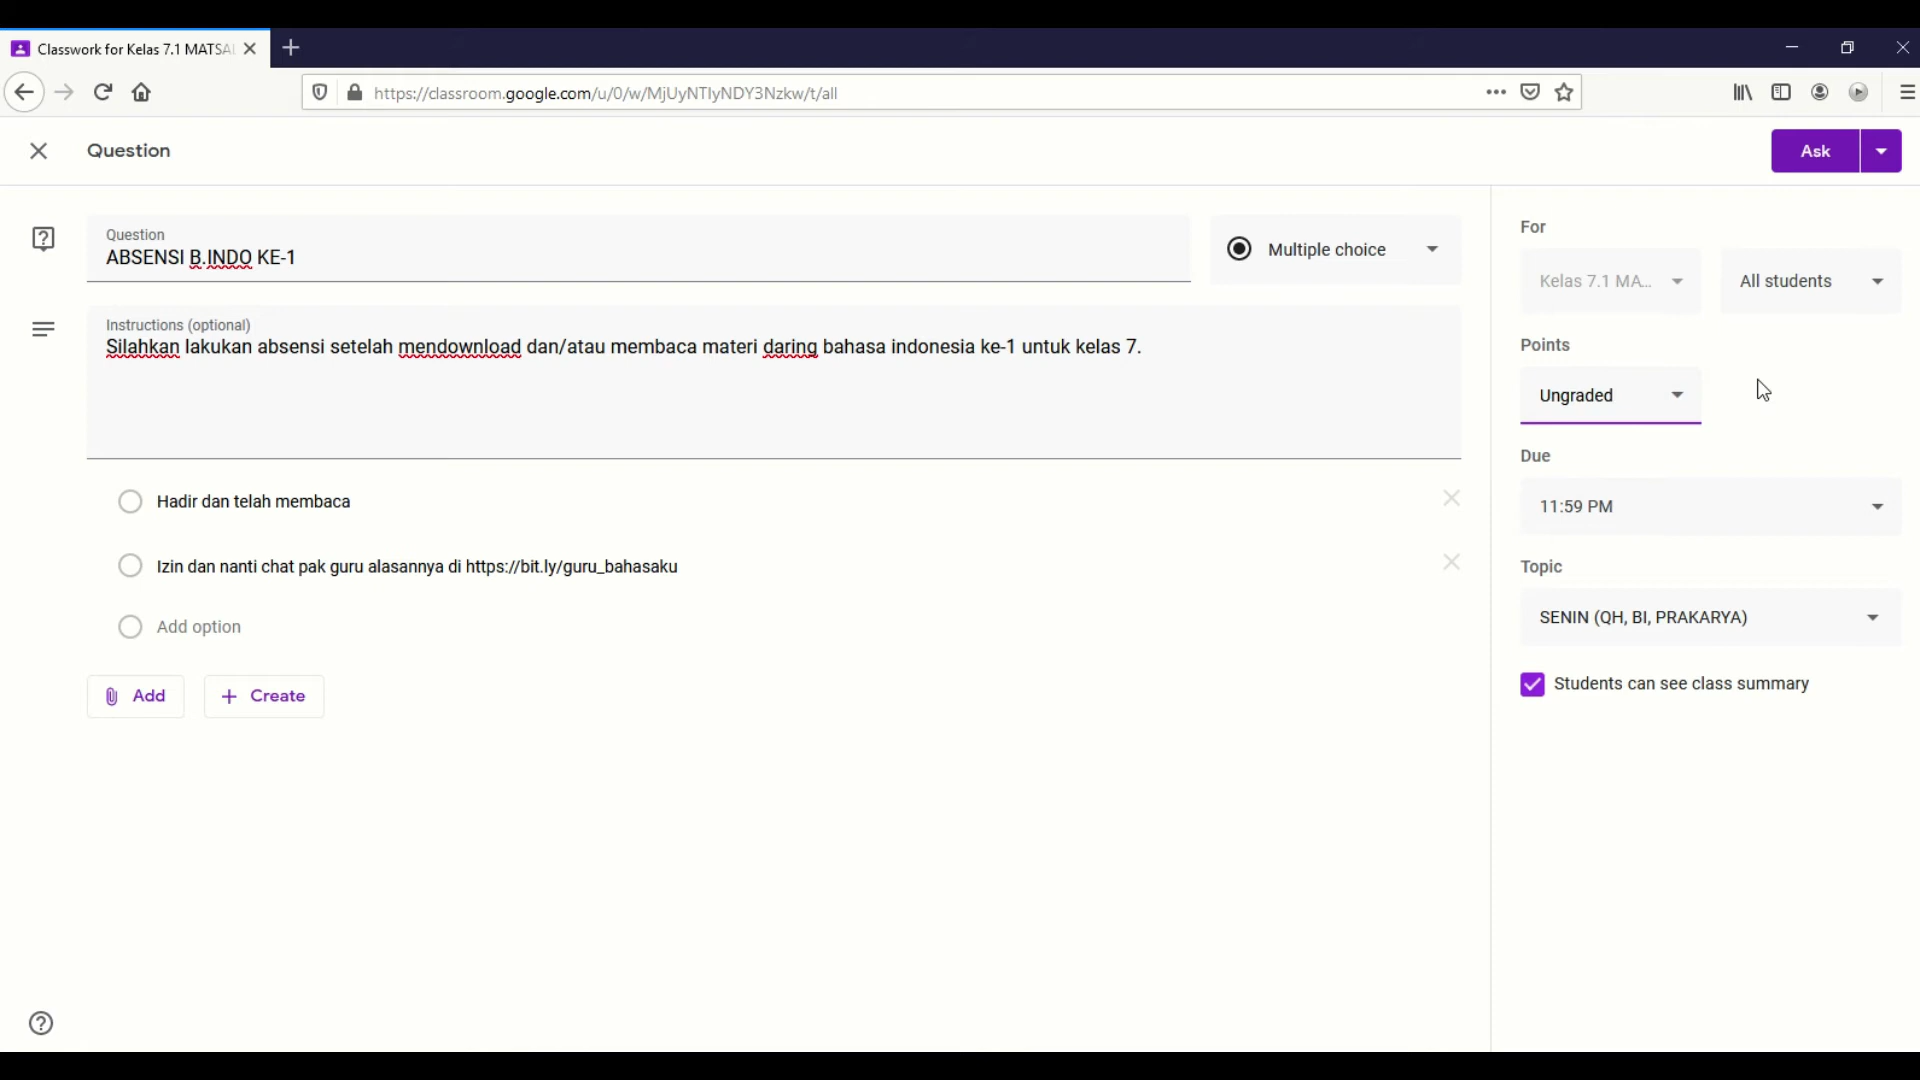 Classwork for Kelas 7.1 MATSA
https://classroom.google.com/u/0/w/MjUyNTIyNDY3Nzkw/t/all
Question
Ask
Question
ABSENSI B.INDO KE-1
Multiple choice
Instructions (optional)
Silahkan lakukan absensi setelah mendownload dan/atau membaca materi daring bahasa indonesia ke-1 untuk kelas 7.
Hadir dan telah membaca
Izin dan nanti chat pak guru alasannya di https://bit.ly/guru_bahasaku
Add option
Add
Create
For
Kelas 7.1 MA...
All students
Points
Ungraded
Due
11:59 PM
Topic
SENIN (QH, BI, PRAKARYA)
Students can see class summary